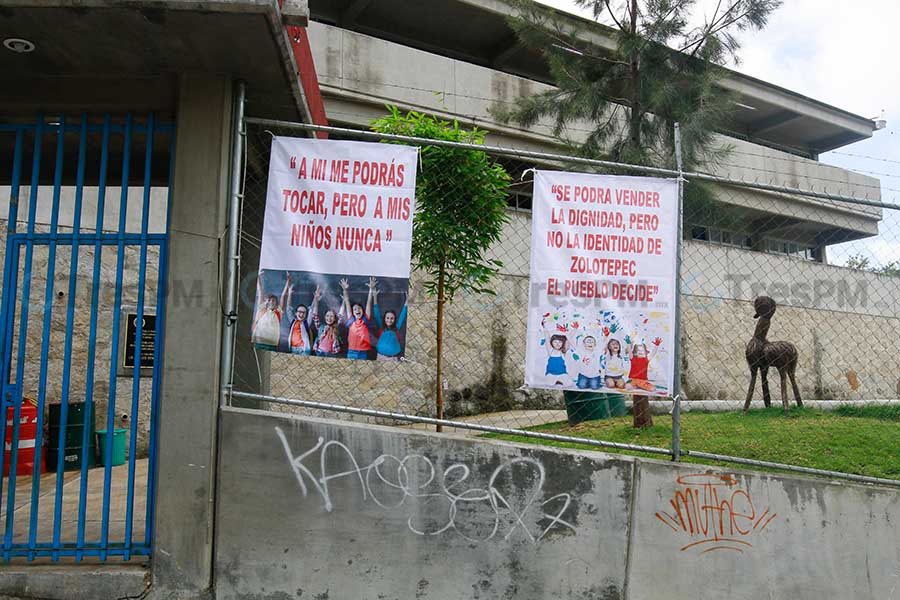 “ A MI ME PODRÁS
TOCAR, PERO A MIS
NIÑOS NUNCA ”
“SE PODRA VENDER
LA DIGNIDAD, PERO
NO LA IDENTIDAD DE
ZOLOTEPEC
EL PUEBLO DECIDE”
TresPM
TresPM
TresPM